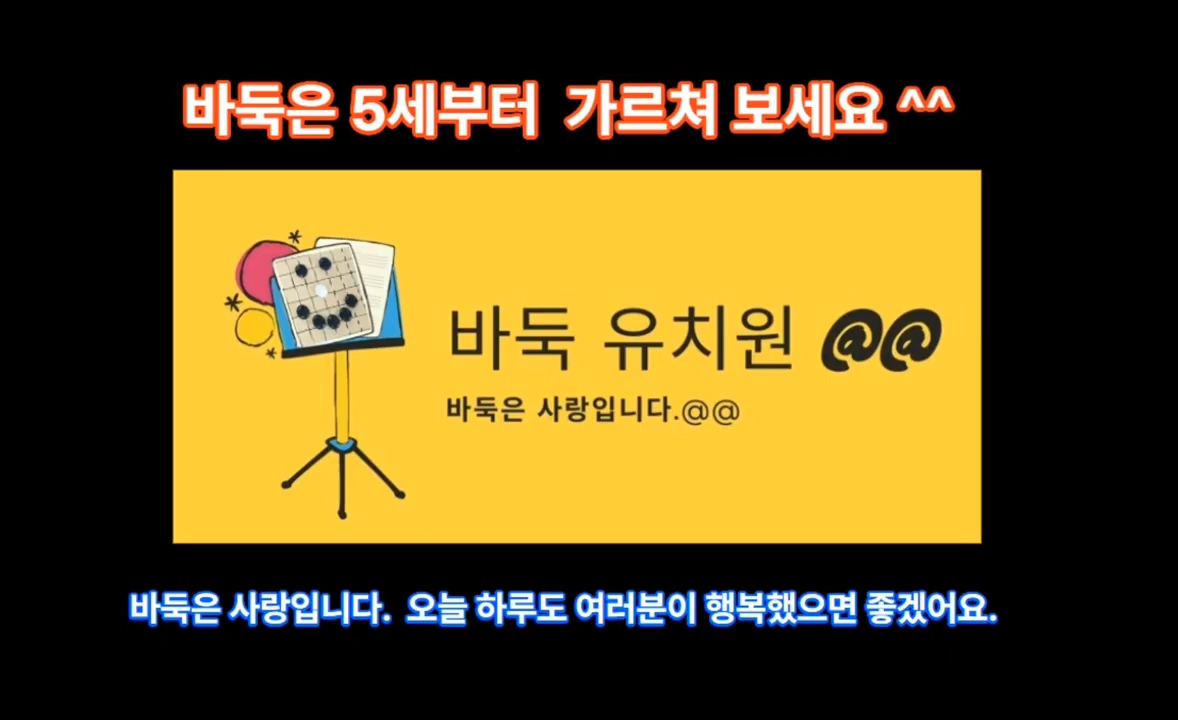 바둑은 5세부터 가르쳐 보세요 ^^
바둑 유치원 @@
바둑은 사랑입니다.@@
바둑은 사랑입니다. 오늘 하루도 여러분이 행복했으면 좋겠어요.